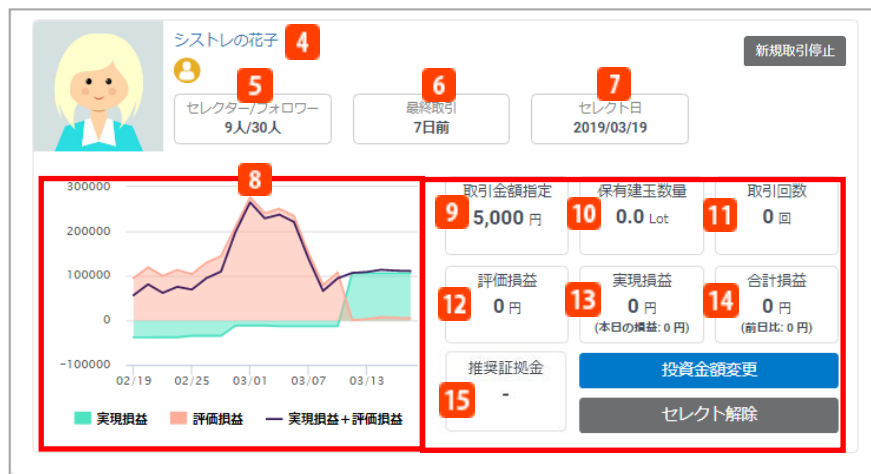 シストレの花子 4
新規取引停止
5 6 7
セレクター/フォロワー 最終取引 セレクト日
9人/30人 7日前 2019/03/19
8
300000
200000
100000
0
-100000
02/19 02/25 03/01 03/07 03/13
実現損益 評価損益 実現損益+評価損益
取引金額指定 保有建玉数量 取引回数
9 5,000 円 10 0.0 Lot 11 0 回
評価損益 実現損益 合計損益
12 0 円 13 0 円 14 0 円
(本日の損益: 0 円) (前日比: 0 円)
推奨証拠金 投資金額変更
15 -
セレクト解除